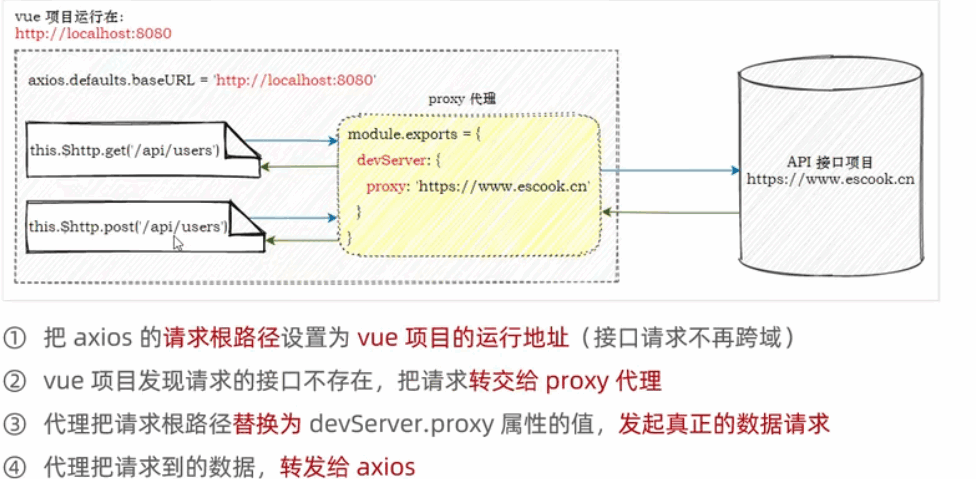 vue 项目运行在：
http://localhost:8080
axios.defaults.baseURL = 'http://localhost:8080'
proxy 代理
this.$http.get('/api/users')
this.$http.post('/api/users')
module.exports = {
devServer: {
proxy: 'https://www.escook.cn'
}
}
API 接口项目
https://www.escook.cn
① 把 axios 的请求根路径设置为 vue 项目的运行地址（接口请求不再跨域）
② vue 项目发现请求的接口不存在，把请求转交给 proxy 代理
③ 代理把请求根路径替换为 devServer.proxy 属性的值，发起真正的数据请求
④ 代理把请求到的数据，转发给 axios